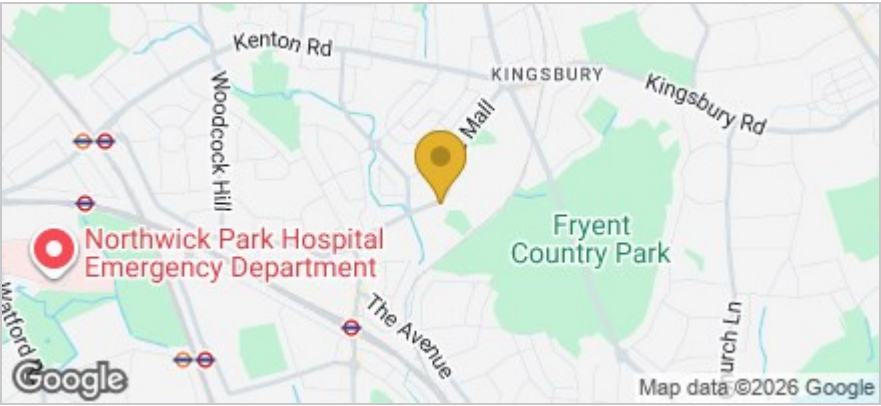 Kenton Rd
KINGSBURY
Kingsbury Rd
Mall
Woodcock Hill
Northwick Park Hospital
Emergency Department
Fryent
Country Park
The Avenue
Watford
Ln
Google
Map data ©2026 Google